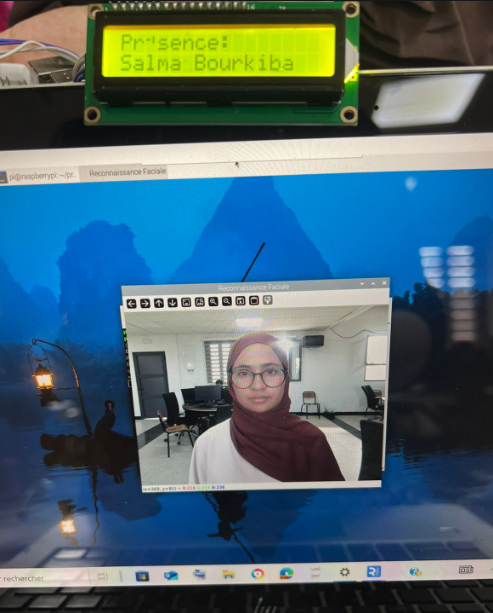 Pr sence:
Salma Bourkiba
pi@raspberrypi: ~/pr...
Reconnaissance Faciale
Reconnaissance Faciale
rechercher